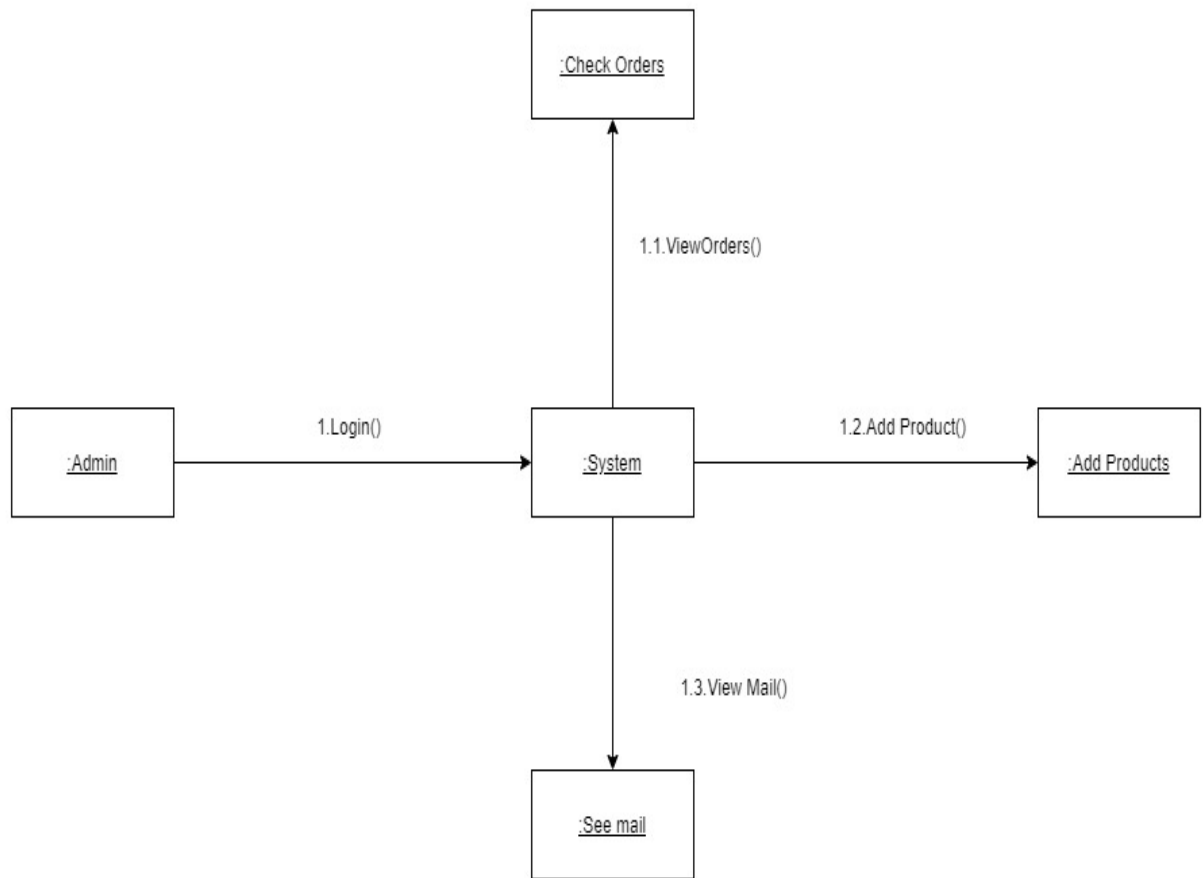 :Check Orders
1.1.ViewOrders()
1.Login()
1.2.Add Product()
:Admin
:System
:Add Products
1.3.View Mail()
:See mail